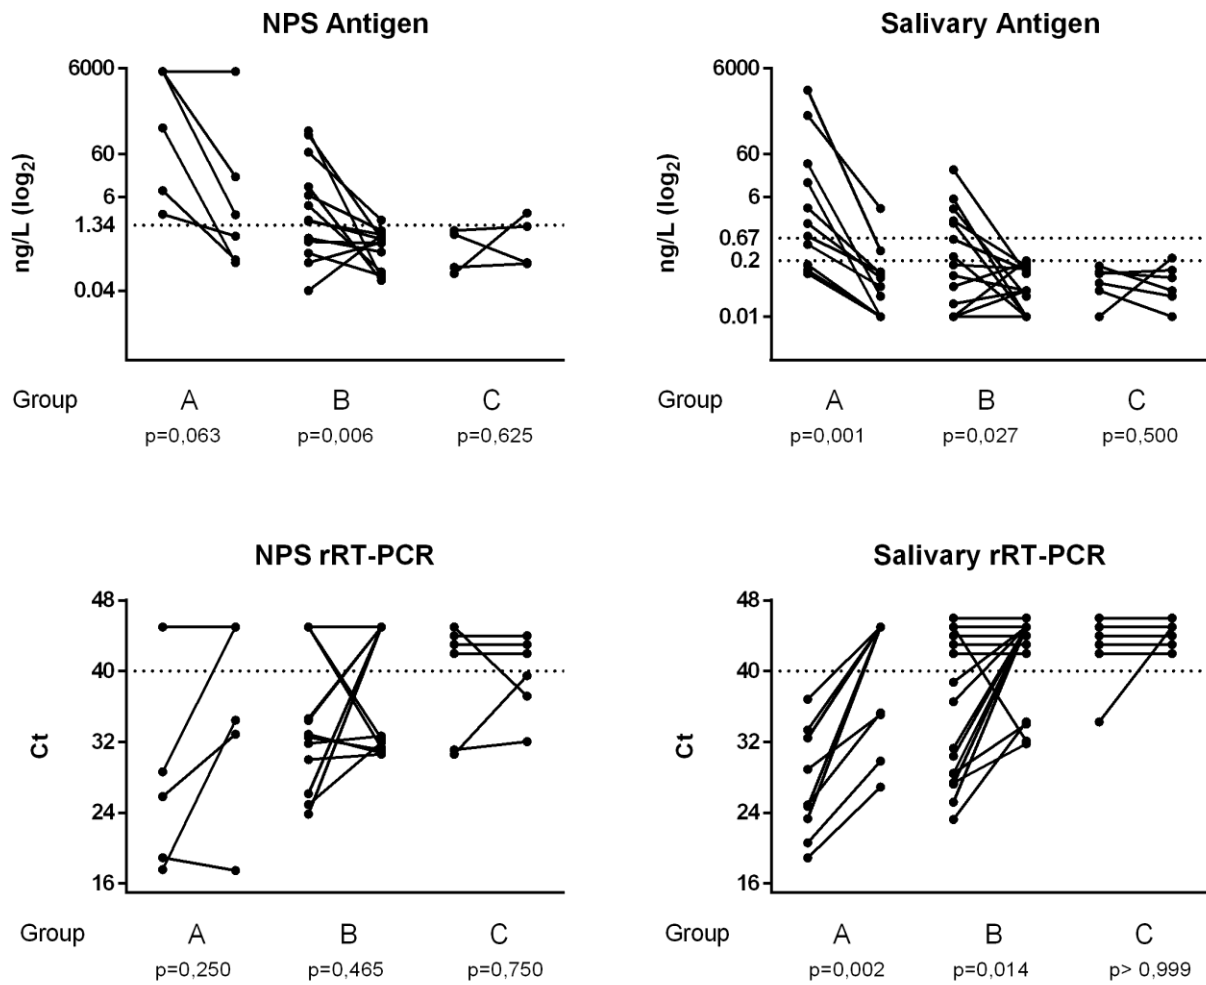 NPS Antigen
ng/L (log2)
6000
60
6
1.34
0.04
Group A B C
p=0,063 p=0,006 p=0,625
Salivary Antigen
ng/L (log2)
6000
60
6
0.67
0.2
0.01
Group A B C
p=0,001 p=0,027 p=0,500
NPS rRT-PCR
Ct
48
40
32
24
16
Group A B C
p=0,250 p=0,465 p=0,750
Salivary rRT-PCR
Ct
48
40
32
24
16
Group A B C
p=0,002 p=0,014 p> 0,999